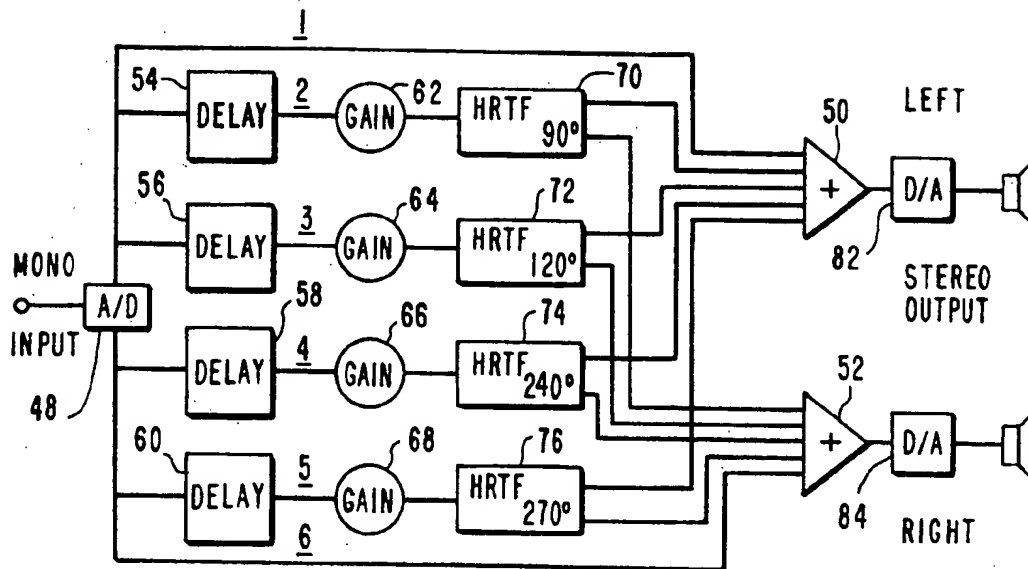 1
54
DELAY
2
GAIN
62
HRTF
90°
70
50
LEFT
+
D/A
82
56
DELAY
3
GAIN
64
HRTF
120°
72
MONO
INPUT
A/D
48
STEREO
OUTPUT
58
DELAY
4
GAIN
66
HRTF
240°
74
52
+
D/A
84
RIGHT
60
DELAY
5
GAIN
68
HRTF
270°
76
6